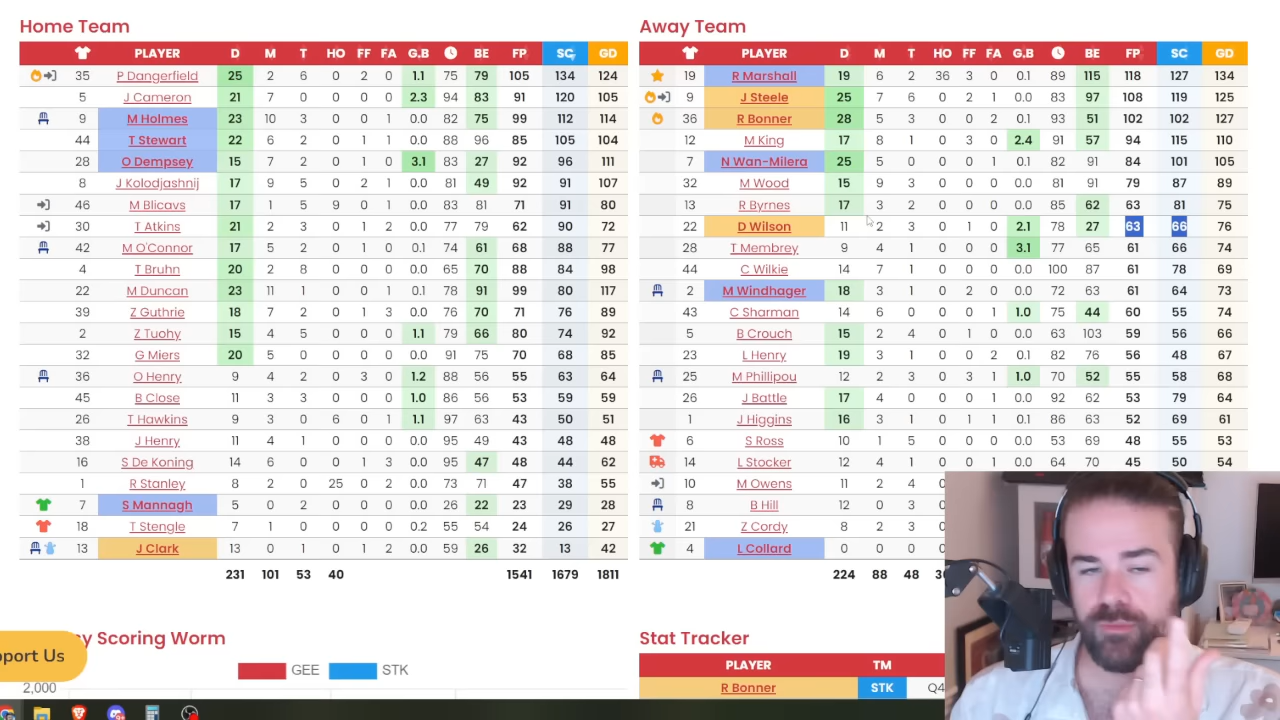 Home Team
PLAYER D M T HO FF FA G.B BE FP SC GD
35 P Dangerfield 25 2 6 0 2 0 1.1 75 79 105 134 124
5 J Cameron 21 7 0 0 0 0 2.3 94 83 91 120 105
9 M Holmes 23 10 3 0 0 1 0.0 82 75 99 112 114
44 T Stewart 22 6 2 0 1 1 0.0 88 96 85 105 104
28 O Dempsey 15 7 2 0 1 0 3.1 83 27 92 96 111
8 J Kolodjashnij 17 9 5 0 2 1 0.0 81 49 92 91 107
46 M Blicavs 17 1 5 9 0 1 0.0 83 81 71 91 80
30 T Atkins 21 2 3 0 1 2 0.0 77 79 62 90 72
42 M O'Connor 17 5 2 0 1 0 0.1 74 61 68 88 77
4 T Bruhn 20 2 8 0 0 0 0.0 65 70 88 84 98
22 M Duncan 23 11 1 0 0 1 0.1 78 91 99 80 117
39 Z Guthrie 18 7 2 0 1 3 0.0 76 70 71 76 89
2 Z Tuohy 15 4 5 0 0 0 1.1 79 66 80 74 92
32 G Miers 20 5 0 0 0 0 0.0 91 75 70 68 85
36 O Henry 9 4 2 0 1 0 1.2 88 56 55 63 64
45 B Close 11 3 3 0 0 0 1.0 86 56 53 59 59
26 T Hawkins 9 3 0 6 0 1 1.1 97 63 43 50 51
38 J Henry 11 4 1 0 0 0 0.0 95 49 43 48 48
16 S De Koning 14 6 0 0 1 3 0.0 95 47 48 44 62
1 R Stanley 8 2 0 25 0 2 0.0 73 71 47 38 55
7 S Mannagh 5 0 2 0 0 0 0.0 26 22 23 29 28
18 T Stengle 7 1 0 0 0 0 0.2 55 54 24 26 27
13 J Clark 13 0 1 0 1 2 0.0 59 26 32 13 42
231 101 53 40 1541 1679 1811
Away Team
PLAYER D M T HO FF FA G.B BE FP SC GD
19 R Marshall 19 6 2 36 3 0 0.1 89 115 118 127 134
9 J Steele 25 7 6 0 2 1 0.0 83 97 108 119 125
36 R Bonner 28 5 3 0 0 2 0.1 93 51 102 102 127
12 M King 17 8 1 0 3 0 2.4 91 57 94 115 110
7 N Wan-Milera 25 5 0 0 0 1 0.1 82 91 84 101 105
32 M Wood 15 9 3 0 0 0 0.0 81 91 79 87 89
13 R Byrnes 17 3 2 0 0 0 0.0 85 62 63 81 75
22 D Wilson 11 2 3 0 1 0 2.1 78 27 63 66 76
28 T Membrey 9 4 1 0 0 0 3.1 77 65 61 66 74
44 C Wilkie 14 7 1 0 0 0 0.0 100 87 61 78 69
2 M Windhager 18 3 1 0 2 0 0.0 72 63 61 64 73
43 C Sharman 14 6 0 0 0 1 1.0 75 44 60 55 74
5 B Crouch 15 2 4 0 1 0 0.0 63 103 59 56 66
23 L Henry 19 3 1 0 0 2 0.1 82 76 56 48 67
25 M Phillipou 12 2 3 0 3 1 1.0 70 52 55 58 68
26 J Battle 17 4 0 0 0 1 0.0 92 62 53 79 64
1 J Higgins 16 3 1 0 1 1 0.1 86 63 52 69 61
6 S Ross 10 1 5 0 0 0 0.0 53 69 48 55 53
14 L Stocker 12 4 1 0 0 1 0.0 64 70 45 50 54
10 M Owens 11 2 4
8 B Hill 12 0 3
21 Z Cordy 8 2 3
4 L Collard 0 0 0
224 88 48
y Scoring Worm
GEE STK
2,000
pport Us
Stat Tracker
PLAYER TM
R Bonner STK Q4